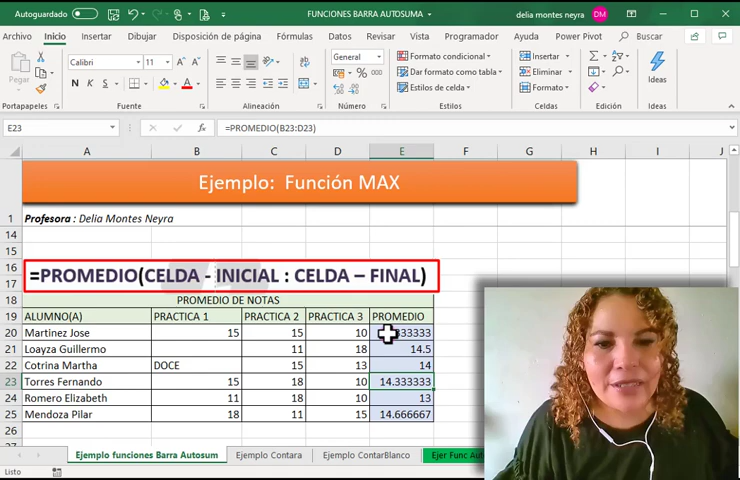 Autoguardado FUNCIONES BARRA AUTOSUMA delia montes neyra DM
Archivo Inicio Insertar Dibujar Disposición de página Fórmulas Datos Revisar Vista Programador Ayuda Power Pivot Buscar
Pegar Calibri 11 General Formato condicional Insertar Ideas
N K S Dar formato como tabla Eliminar
Estilos de celda Formato
Portapapeles Fuente Alineación Número Estilos Celdas Edición Ideas
E23 =PROMEDIO(B23:D23)
A B C D E F G H I J
Ejemplo: Función MAX
1 Profesora : Delia Montes Neyra
14
15
16
=PROMEDIO(CELDA - INICIAL : CELDA – FINAL)
17
18 PROMEDIO DE NOTAS
19 ALUMNO(A) PRACTICA 1 PRACTICA 2 PRACTICA 3 PROMEDIO
20 Martinez Jose 15 15 10 333333
21 Loayza Guillermo 11 18 14.5
22 Cotrina Martha DOCE 15 13 14
23 Torres Fernando 15 18 10 14.333333
24 Romero Elizabeth 11 18 10 13
25 Mendoza Pilar 18 11 15 14.666667
26
27
Ejemplo funciones Barra Autosum Ejemplo Contara Ejemplo ContarBlanco Ejer Func Auto
Listo